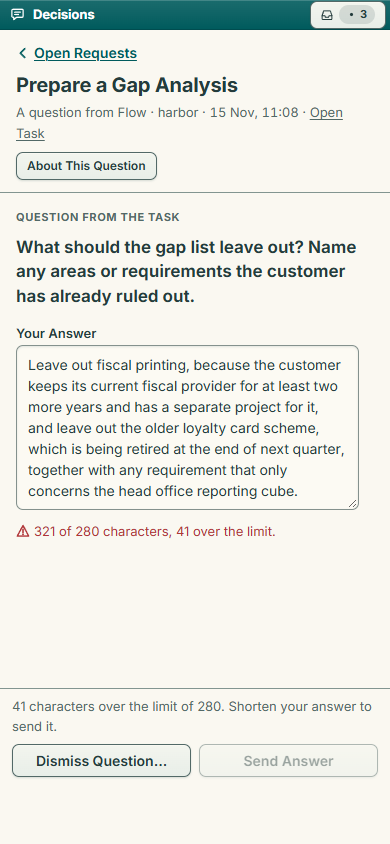 Decisions
• 3
Open Requests
Prepare a Gap Analysis
A question from Flow · harbor · 15 Nov, 11:08 · Open
Task
About This Question
QUESTION FROM THE TASK
What should the gap list leave out? Name
any areas or requirements the customer
has already ruled out.
Your Answer
Leave out fiscal printing, because the customer
keeps its current fiscal provider for at least two
more years and has a separate project for it,
and leave out the older loyalty card scheme,
which is being retired at the end of next quarter,
together with any requirement that only
concerns the head office reporting cube.
321 of 280 characters, 41 over the limit.
41 characters over the limit of 280. Shorten your answer to
send it.
Dismiss Question...
Send Answer